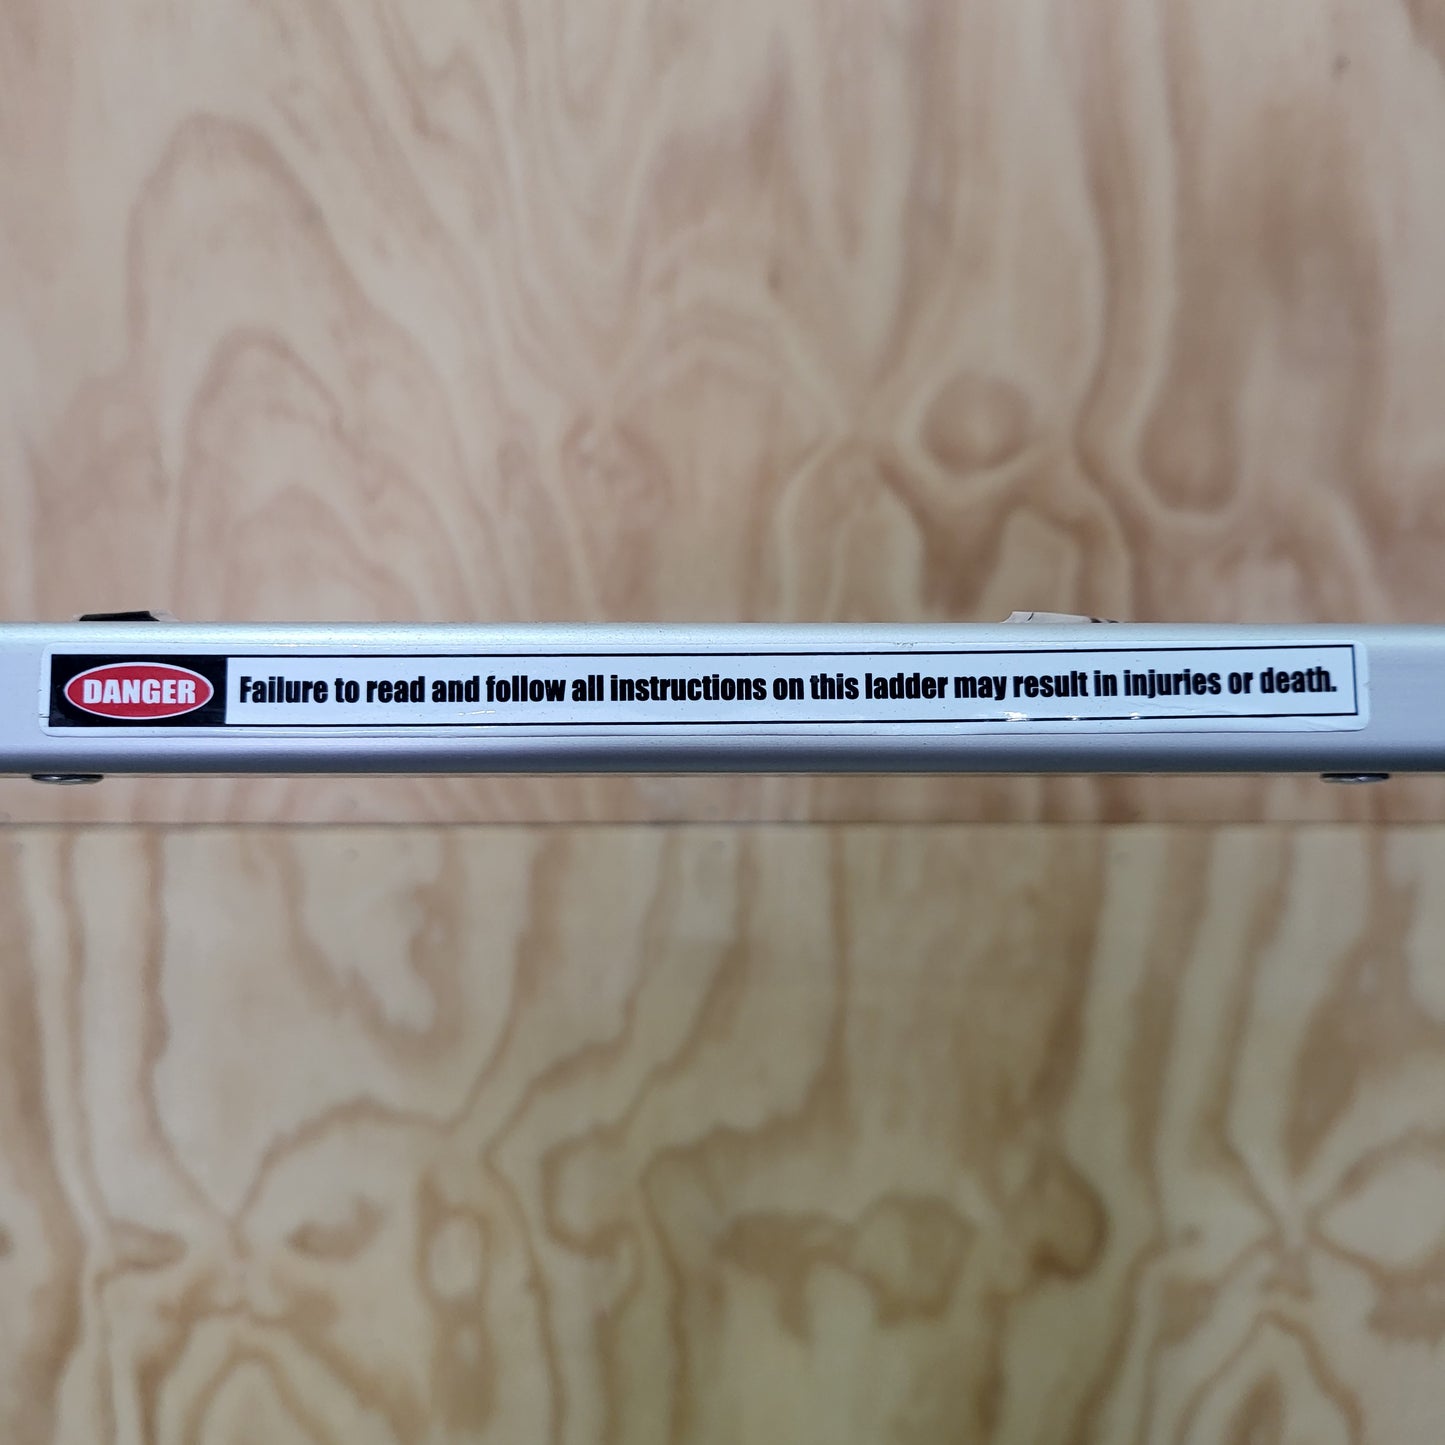 DANGER Failure to read and follow all instructions on this ladder may result in injuries or death.